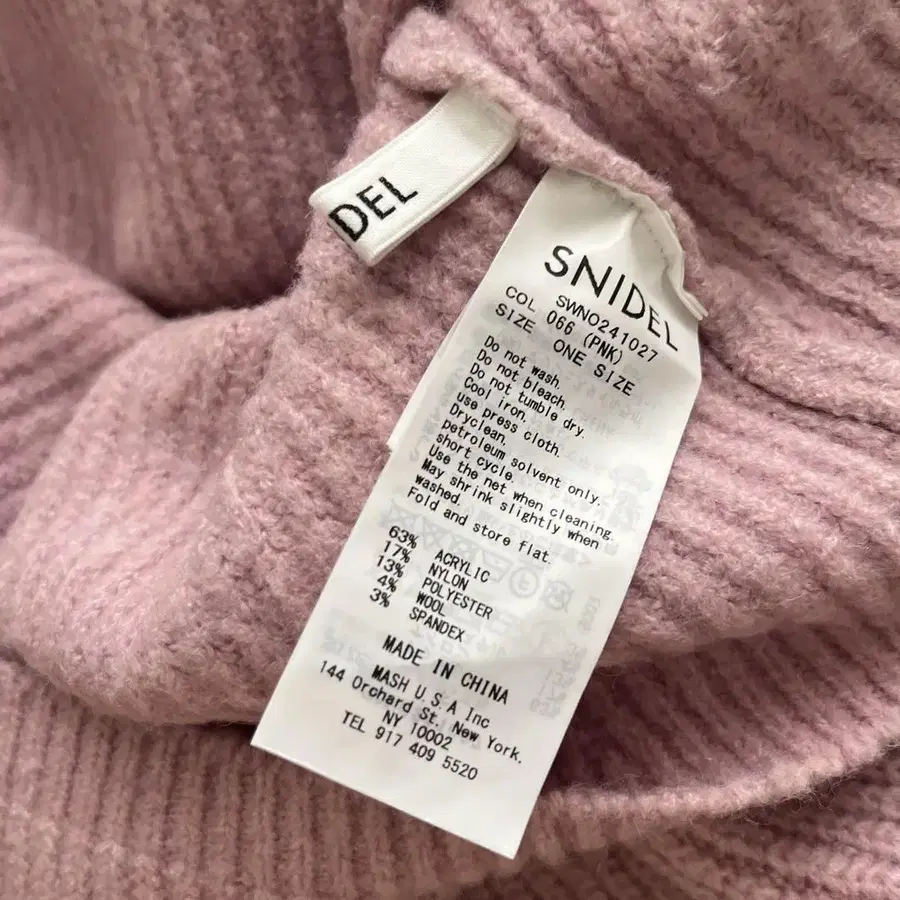 DEL
SNIDEL
SWNO241027
COL 066 (PNK)
SIZE ONE SIZE
Do not wash.
Do not bleach.
Do not tumble dry.
Cool iron.
use press cloth.
Dryclean,
petroleum solvent only.
short cycle.
Use the net when cleaning.
May shrink slightly when
washed.
Fold and store flat.
63% ACRYLIC
17% NYLON
13% POLYESTER
4% WOOL
3% SPANDEX
MADE IN CHINA
MASH U.S.A Inc
144 Orchard St. New York,
NY 10002
TEL 917 409 5520